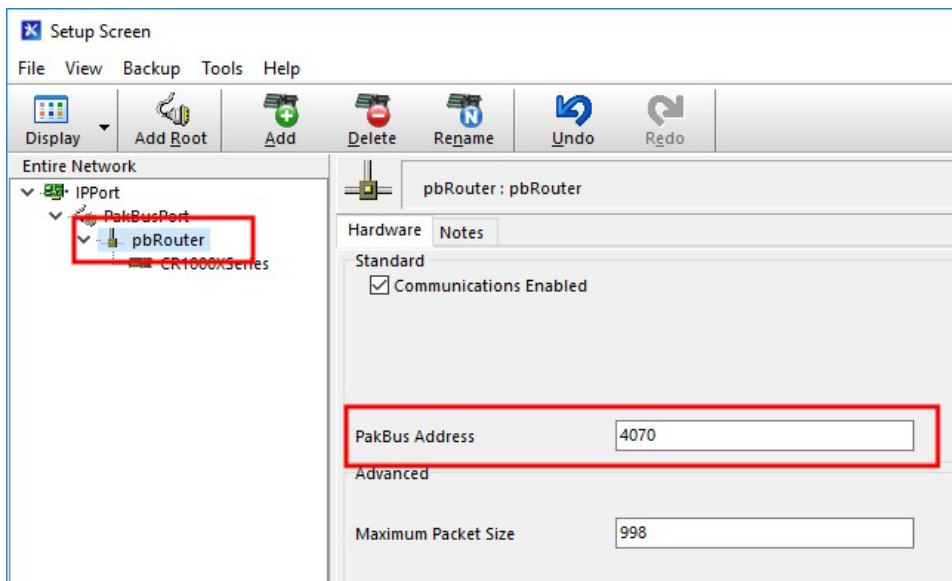 Setup Screen
File View Backup Tools Help
Display Add Root Add Delete Rename Undo Redo
Entire Network
IPPort
PakBusPort
pbRouter
CR1000XSeries
pbRouter : pbRouter
Hardware Notes
Standard
Communications Enabled
PakBus Address 4070
Advanced
Maximum Packet Size 998